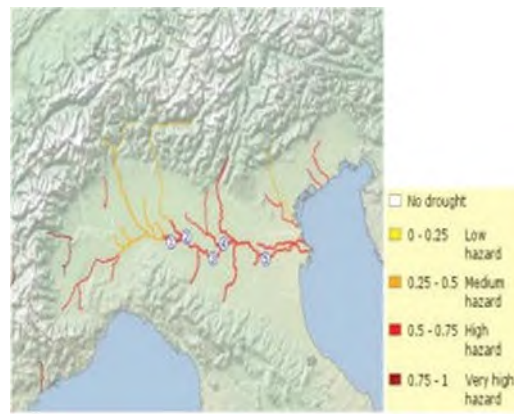 No drought
0 - 0.25 Low
hazard
0.25 - 0.5 Medium
hazard
0.5 - 0.75 High
hazard
0.75 - 1 Very high
hazard